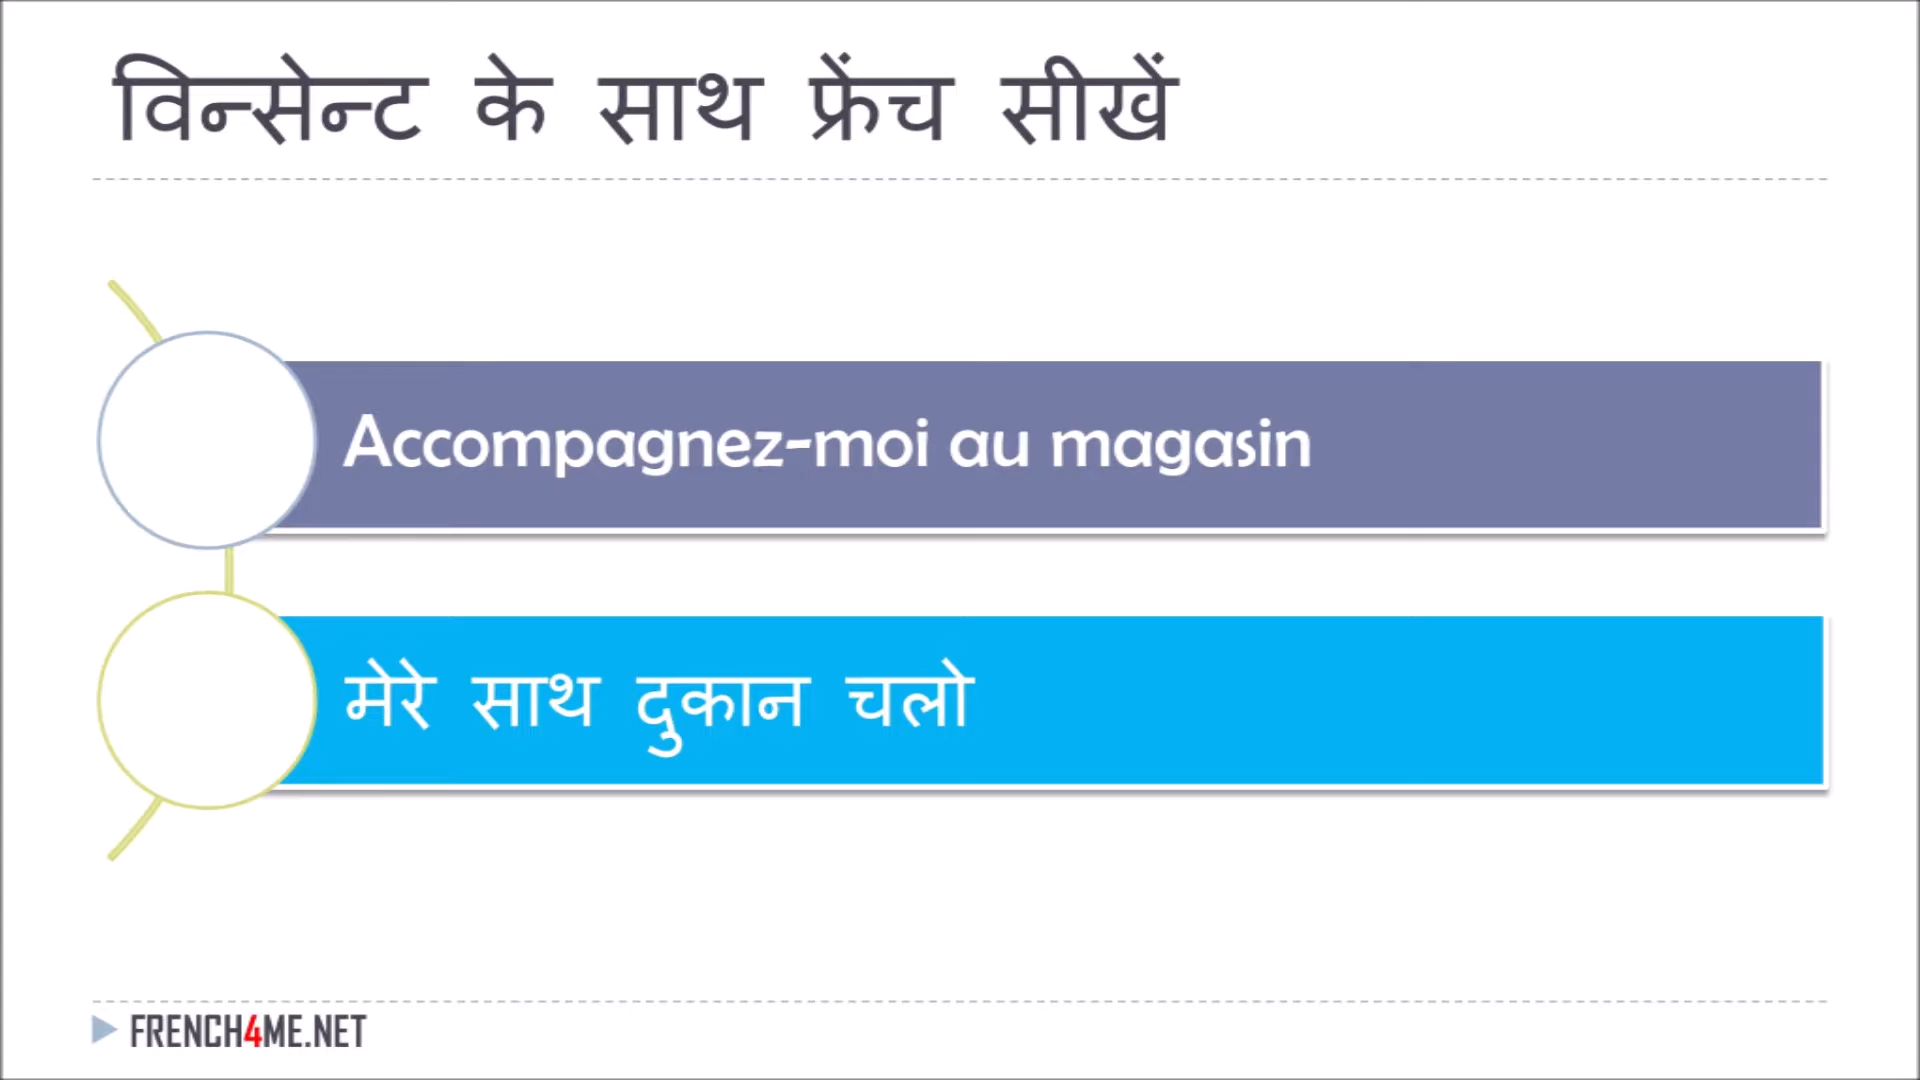 विन्सेन्ट के साथ फ्रेंच सीखें
Accompagnez-moi au magasin
मेरे साथ दुकान चलो
FRENCH4ME.NET